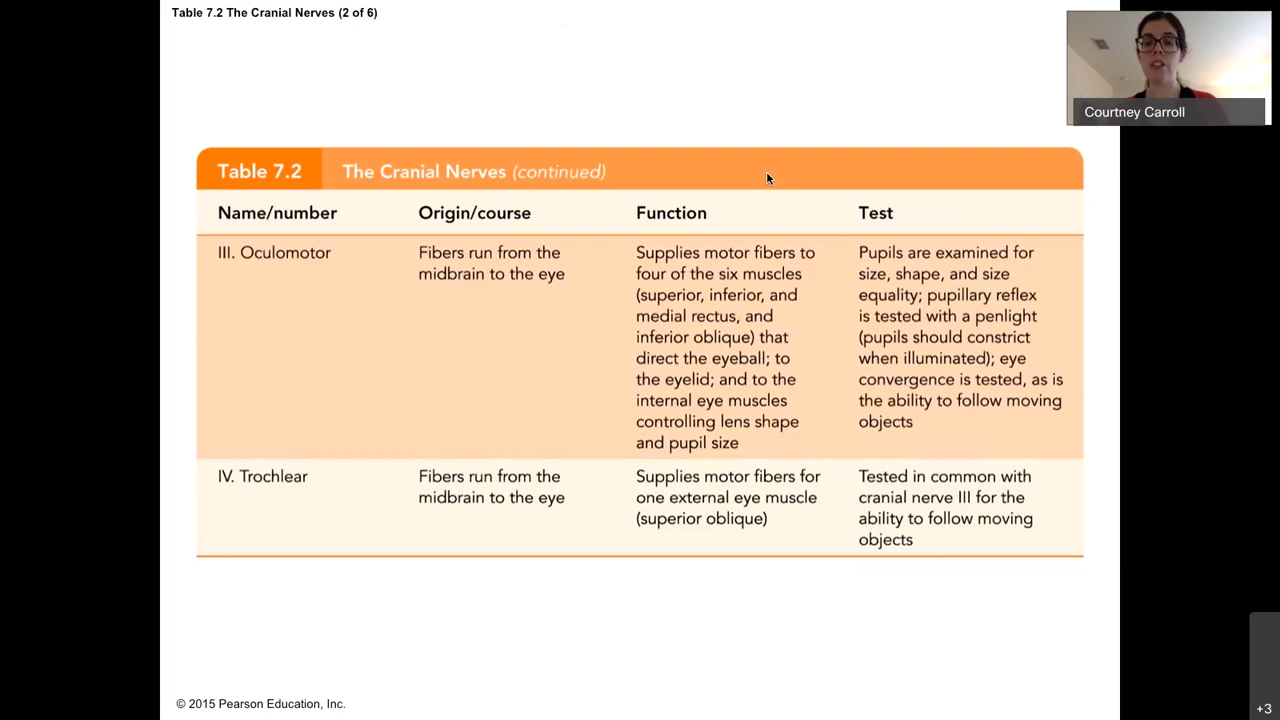 Table 7.2 The Cranial Nerves (2 of 6)
Courtney Carroll
Table 7.2 The Cranial Nerves (continued)
Name/number Origin/course Function Test
III. Oculomotor
Fibers run from the
midbrain to the eye
Supplies motor fibers to
four of the six muscles
(superior, inferior, and
medial rectus, and
inferior oblique) that
direct the eyeball; to
the eyelid; and to the
internal eye muscles
controlling lens shape
and pupil size
Pupils are examined for
size, shape, and size
equality; pupillary reflex
is tested with a penlight
(pupils should constrict
when illuminated); eye
convergence is tested, as is
the ability to follow moving
objects
IV. Trochlear
Fibers run from the
midbrain to the eye
Supplies motor fibers for
one external eye muscle
(superior oblique)
Tested in common with
cranial nerve III for the
ability to follow moving
objects
© 2015 Pearson Education, Inc.
+3